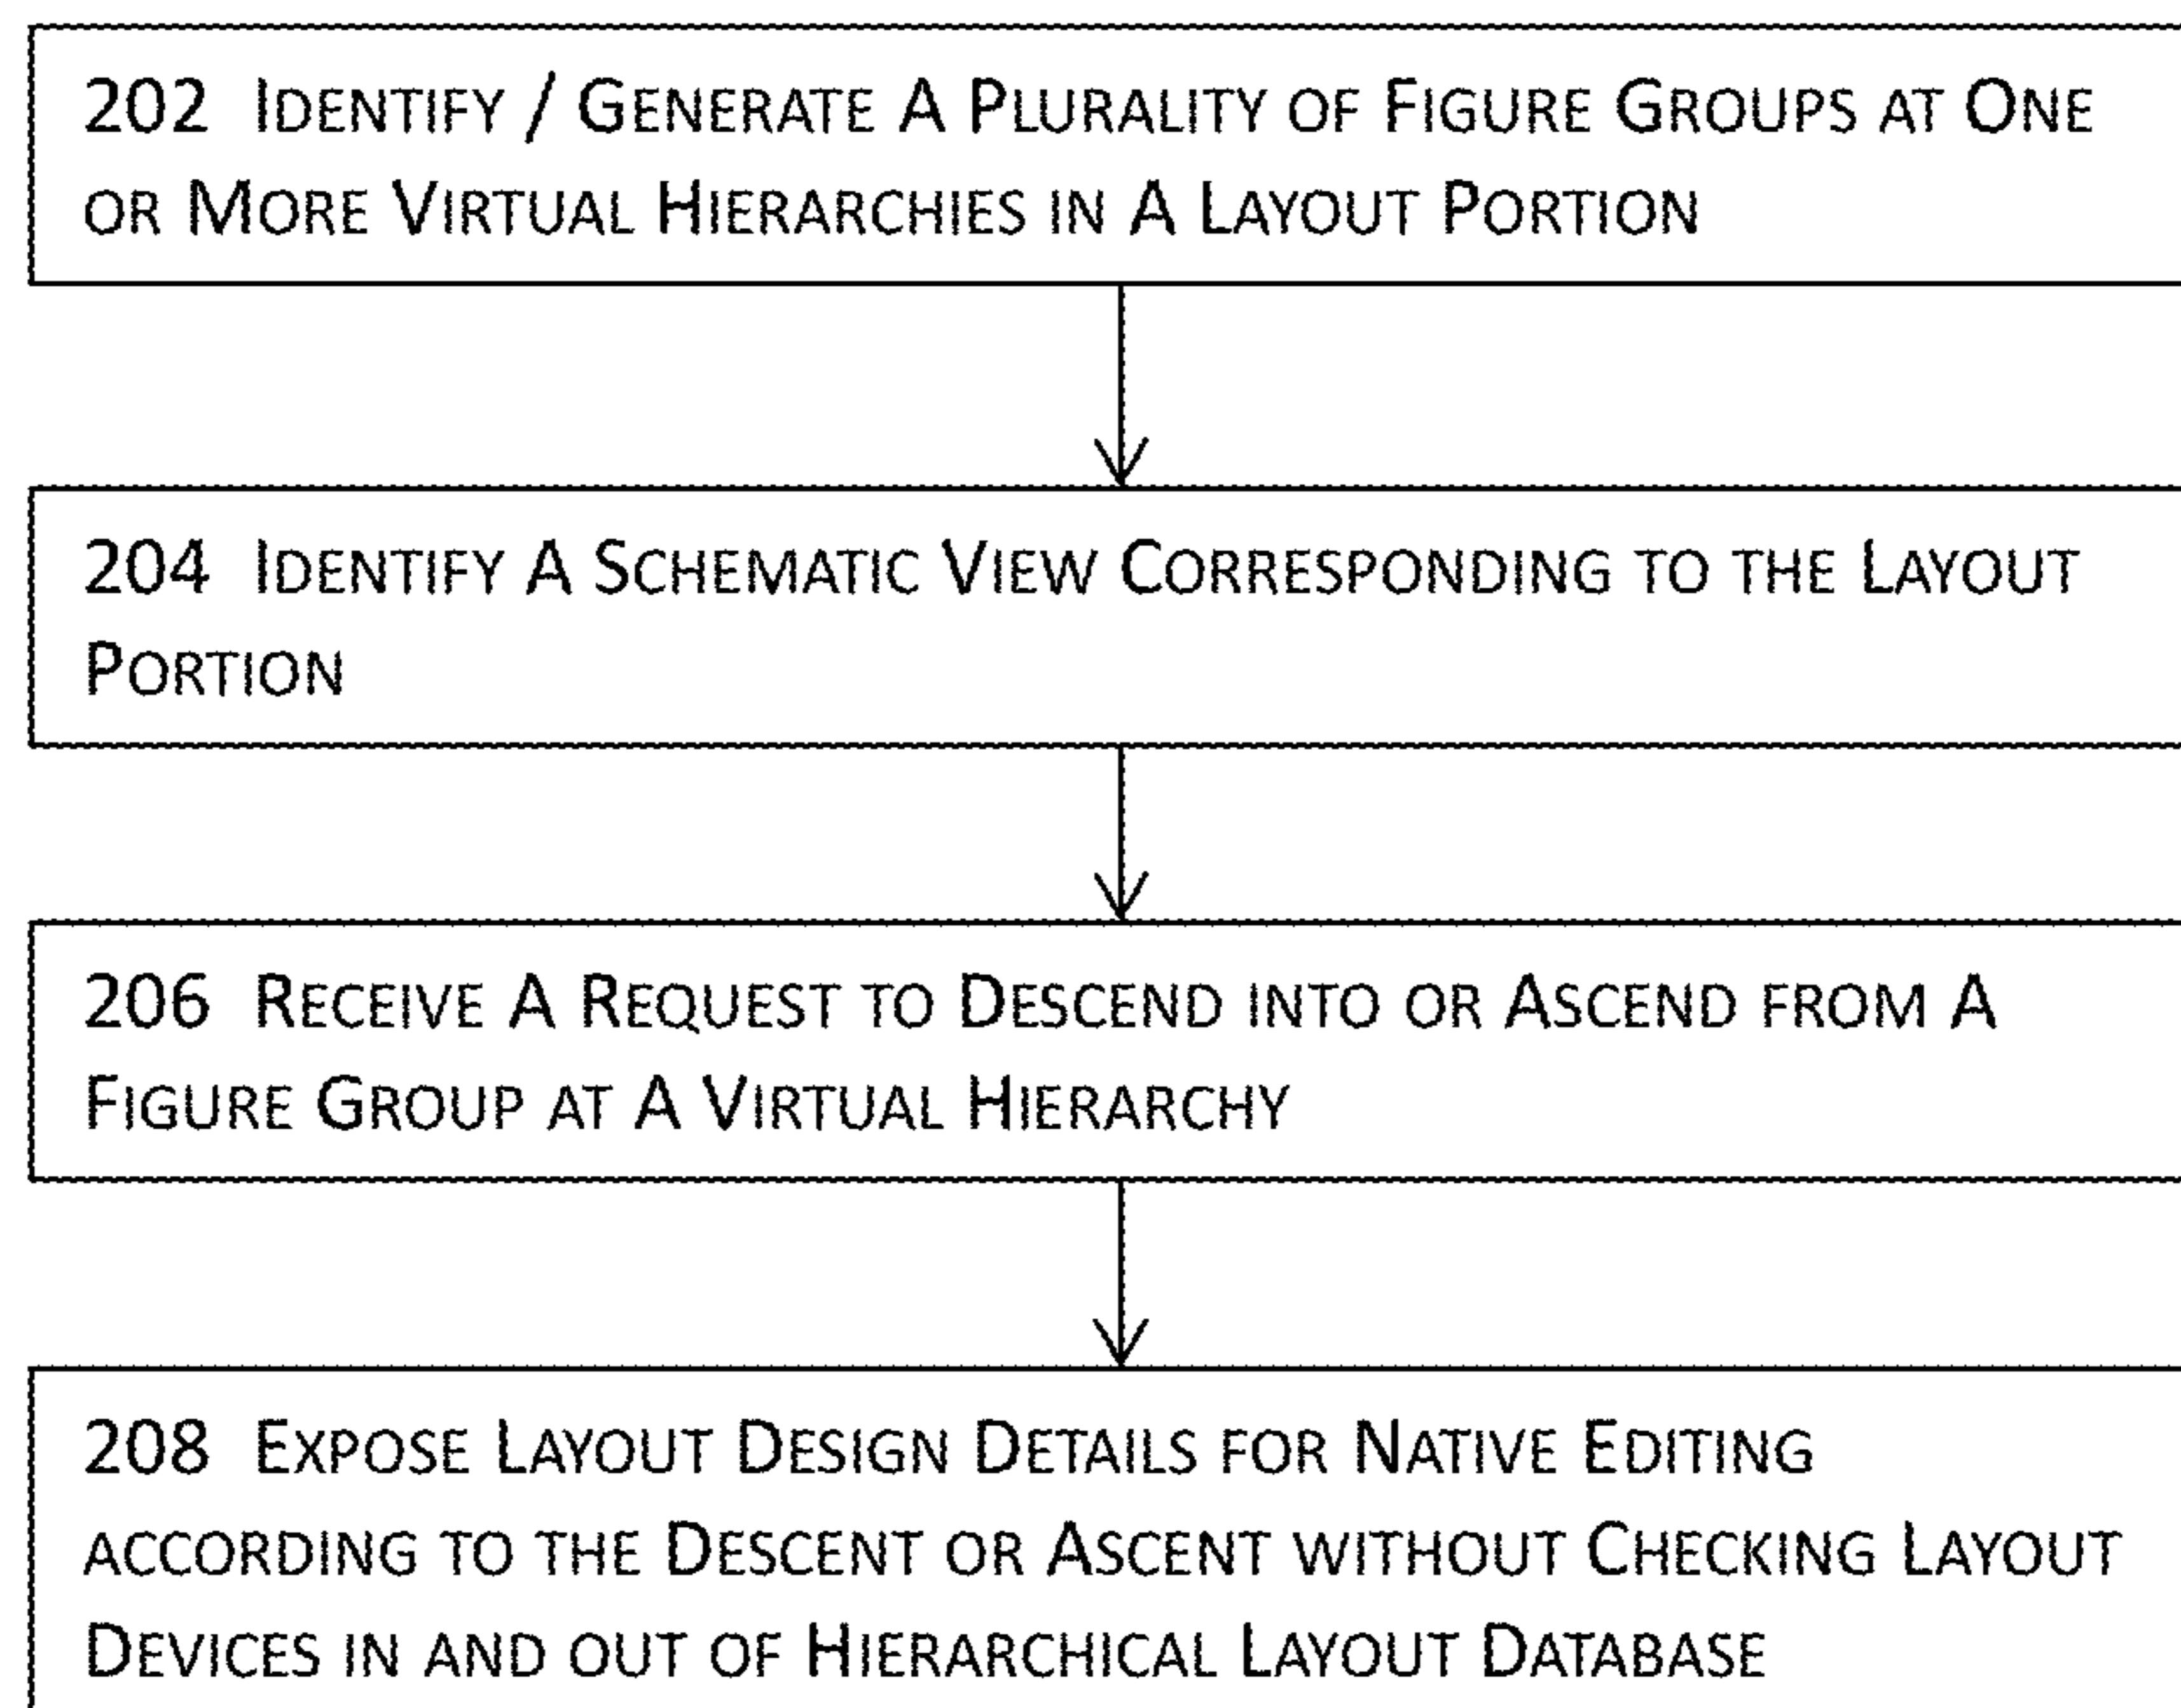 202 IDENTIFY / GENERATE A PLURALITY OF FIGURE GROUPS AT ONE
OR MORE VIRTUAL HIERARCHIES IN A LAYOUT PORTION
204 IDENTIFY A SCHEMATIC VIEW CORRESPONDING TO THE LAYOUT
PORTION
206 RECEIVE A REQUEST TO DESCEND INTO OR ASCEND FROM A
FIGURE GROUP AT A VIRTUAL HIERARCHY
208 EXPOSE LAYOUT DESIGN DETAILS FOR NATIVE EDITING
ACCORDING TO THE DESCENT OR ASCENT WITHOUT CHECKING LAYOUT
DEVICES IN AND OUT OF HIERARCHICAL LAYOUT DATABASE